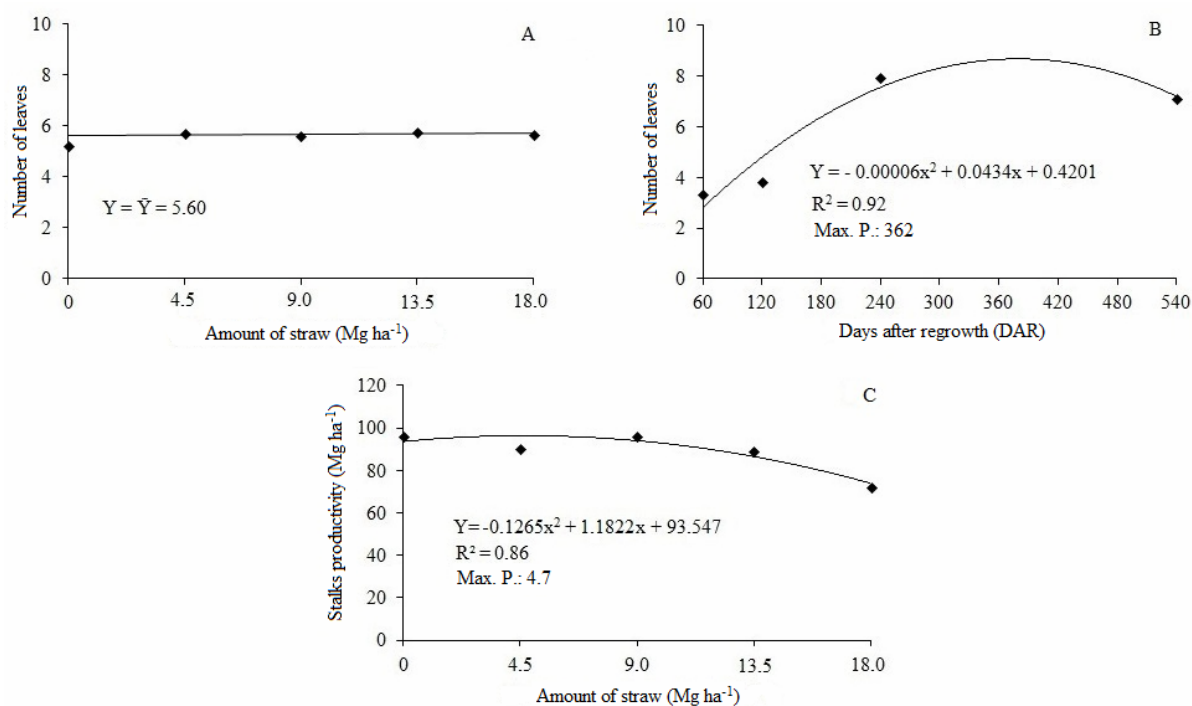 A
Number of leaves
10
8
6
4
2
0
Y = Ȳ = 5.60
0 4.5 9.0 13.5 18.0
Amount of straw (Mg ha⁻¹)
B
Number of leaves
10
8
6
4
2
0
Y = - 0.00006x² + 0.0434x + 0.4201
R² = 0.92
Max. P.: 362
60 120 180 240 300 360 420 480 540
Days after regrowth (DAR)
C
Stalks productivity (Mg ha⁻¹)
120
100
80
60
40
20
0
Y= -0.1265x² + 1.1822x + 93.547
R² = 0.86
Max. P.: 4.7
0 4.5 9.0 13.5 18.0
Amount of straw (Mg ha⁻¹)